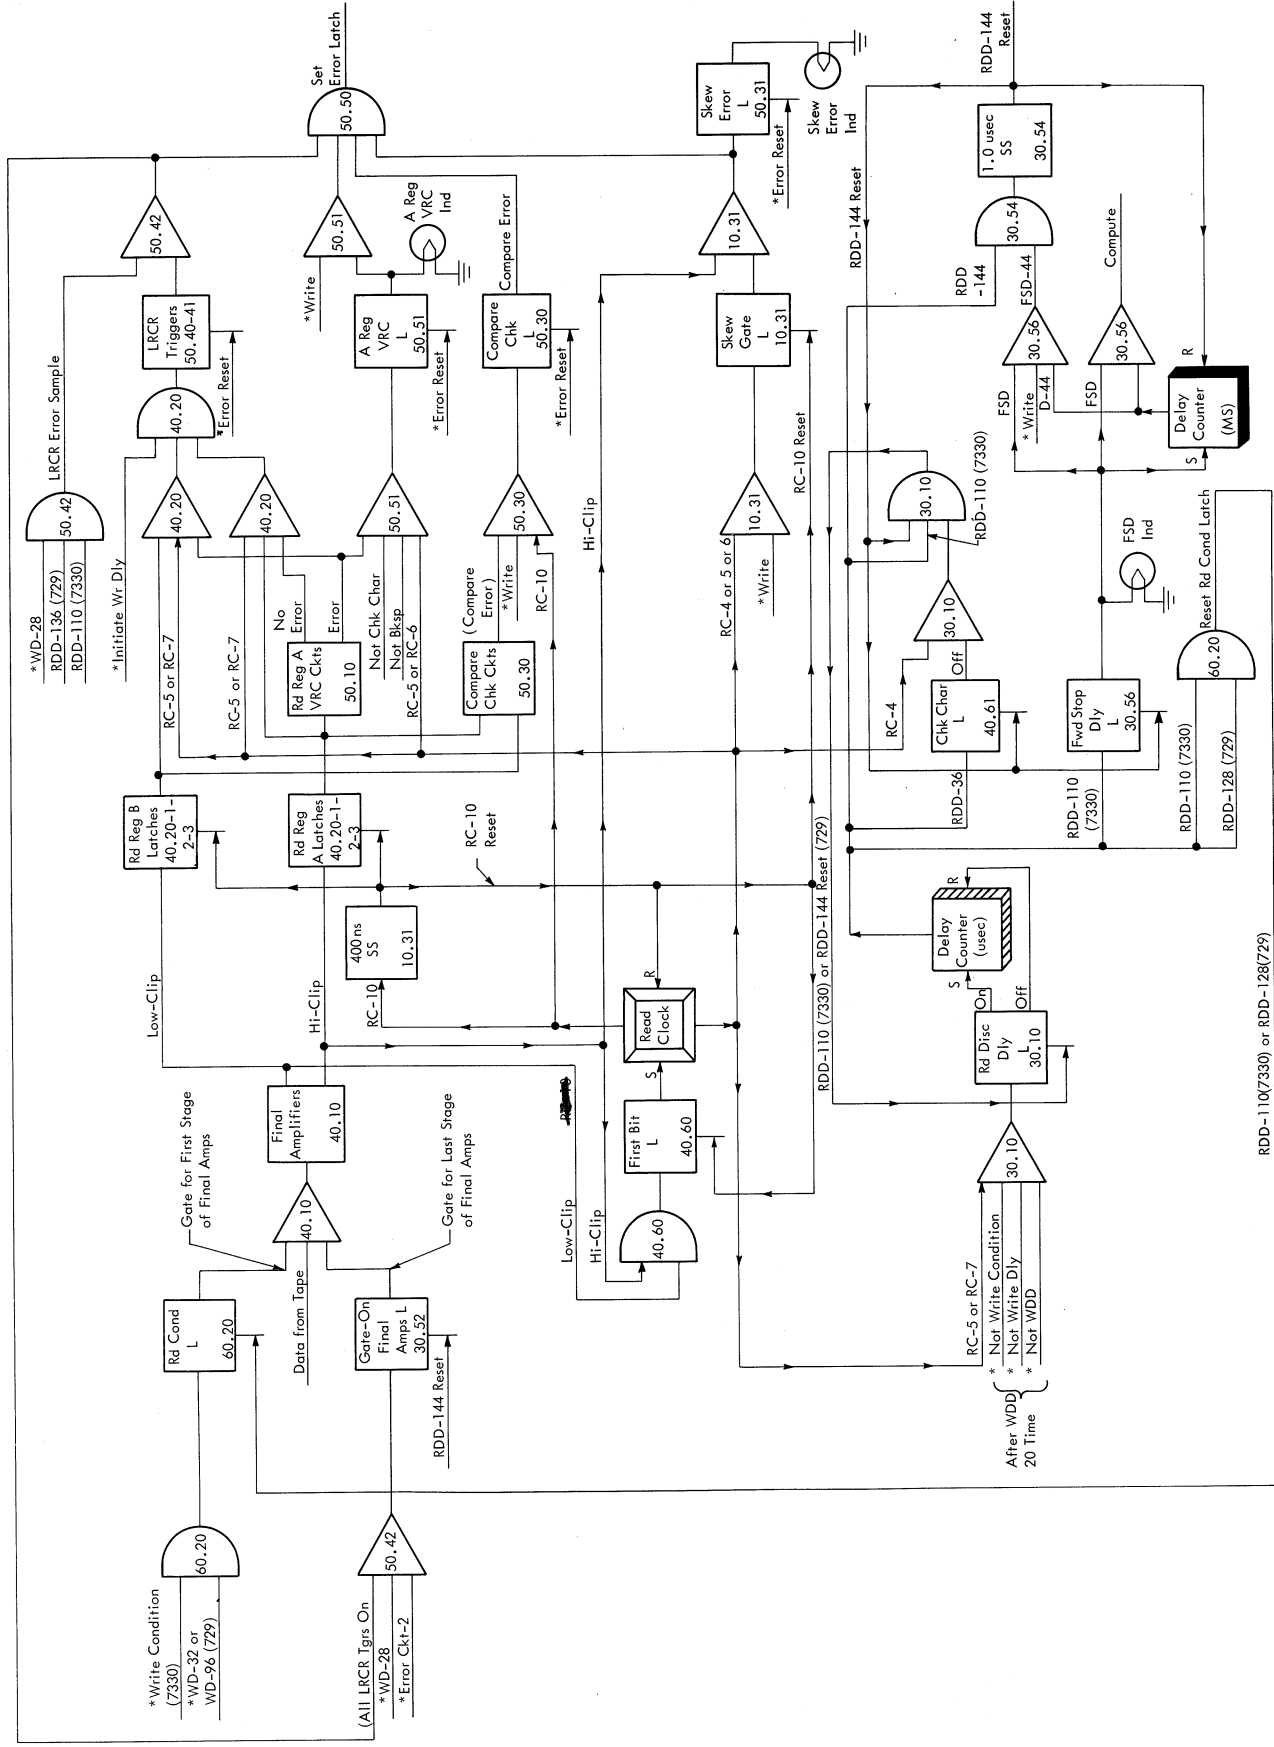 *Write Condition
(7330)
*WD-32 or
WD-96 (729)
60.20
Rd Cond
L
60.20
Gate for First Stage
of Final Amps
Data from Tape
(All LRCR Tgrs On
*WD-28
*Error Ckt-2
50.42
Gate-On
Final
Amps L
30.52
RDD-144 Reset
Gate for Last Stage
of Final Amps
40.10
Final
Amplifiers
40.10
Low-Clip
Hi-Clip
Rd Reg B
Latches
40.20-1-
2-3
Rd Reg
A Latches
40.20-1-
2-3
RC-10
400ns
SS
10.31
RC-10
Reset
*WD-28
RDD-136 (729)
RDD-110 (7330)
50.42
LRCR Error Sample
*Initiate Wr Dly
RC-5 or RC-7
40.20
RC-5 or RC-7
No
Error
Error
40.20
Rd Reg A
VRC Ckts
50.10
40.20
LRCR
Triggers
50.40-41
*Error Reset
50.42
Not Chk Char
Not Bksp
RC-5 or RC-6
50.51
A Reg
VRC
L
50.51
*Error Reset
*Write
50.51
A Reg
VRC
Ind
Compare
Chk Ckts
50.30
(Compare
Error)
*Write
RC-10
50.30
Compare
Chk
L
50.30
*Error Reset
Compare Error
50.50
Set
Error Latch
Low-Clip
Hi-Clip
40.60
First Bit
L
40.60
S
Read
Clock
R
Hi-Clip
RC-4 or 5 or 6
*Write
10.31
Skew
Gate
L
10.31
RC-10 Reset
10.31
Skew
Error
L
50.31
*Error Reset
Skew
Error
Ind
RDD-110 (7330) or RDD-144 Reset (729)
RC-5 or RC-7
* Not Write Condition
* Not Write Dly
* Not WDD
After WDD
20 Time
30.10
Rd Disc
Dly
L
30.10
On
Off
S
R
Delay
Counter
(usec)
RDD-36
Chk Char
L
40.61
Off
RC-4
30.10
30.10
RDD-110 (7330)
RDD-144 Reset
RDD-110
(7330)
Fwd Stop
Dly
L
30.56
FSD
Ind
RDD-110 (7330)
RDD-128 (729)
60.20
Reset Rd Cond Latch
RDD-110(7330) or RDD-128(729)
FSD
* Write
D-44
30.56
FSD
30.56
Compute
S
R
Delay
Counter
(MS)
RDD
-144
FSD-44
30.54
1.0 usec
SS
30.54
RDD-144
Reset